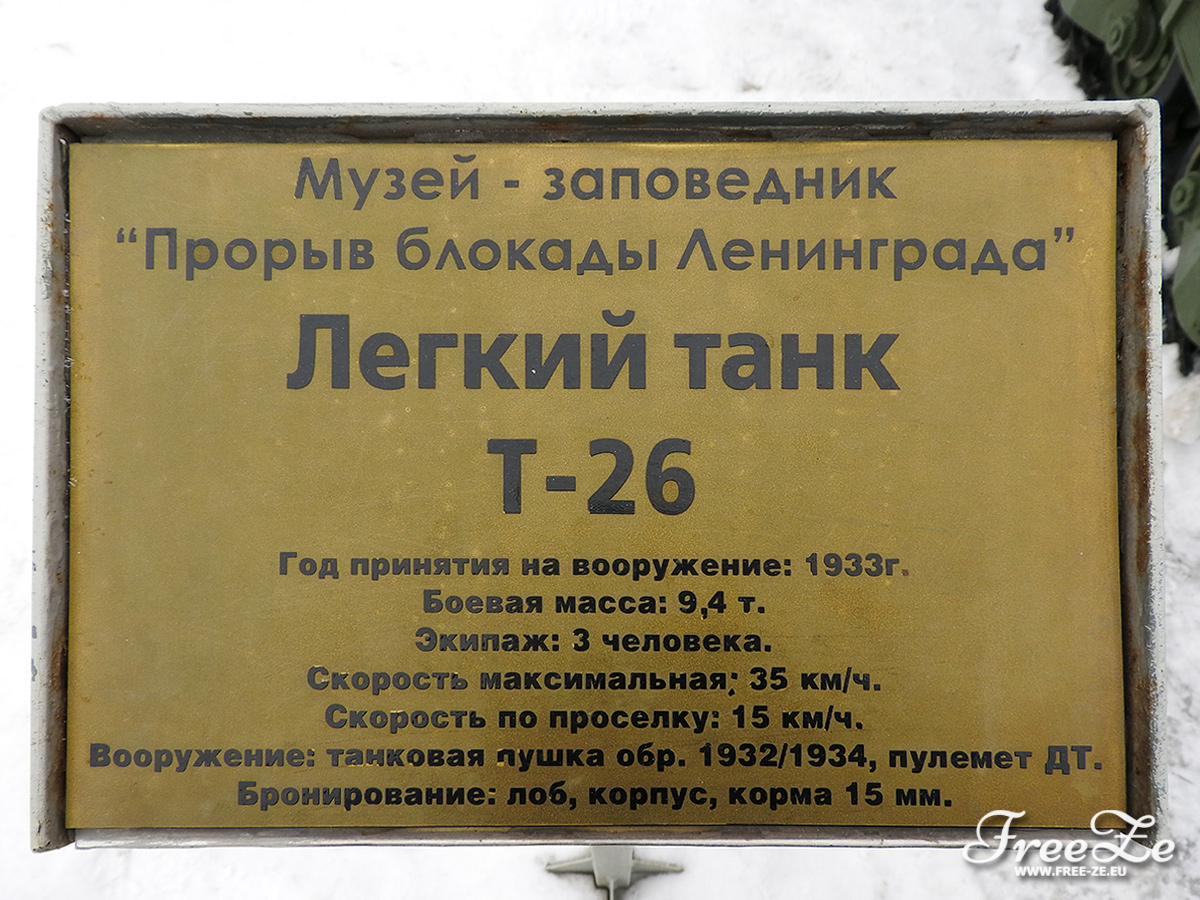 Музей - заповедник
“Прорыв блокады Ленинграда”
Легкий танк
Т-26
Год принятия на вооружение: 1933г.
Боевая масса: 9,4 т.
Экипаж: 3 человека.
Скорость максимальная: 35 км/ч.
Скорость по проселку: 15 км/ч.
Вооружение: танковая пушка обр. 1932/1934, пулемет ДТ.
Бронирование: лоб, корпус, корма 15 мм.
FreeZe
WWW.FREE-ZE.EU